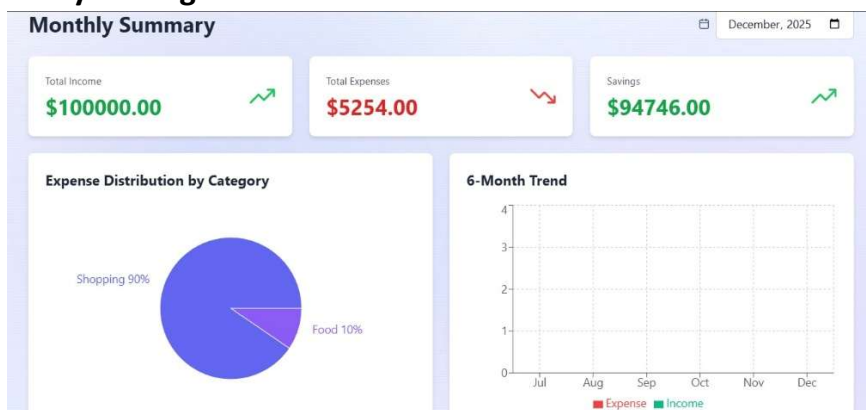 Monthly Summary
December, 2025
Total Income
$100000.00
Total Expenses
$5254.00
Savings
$94746.00
Expense Distribution by Category
Shopping 90%
Food 10%
6-Month Trend
4
3
2
1
0
Jul Aug Sep Oct Nov Dec
Expense Income